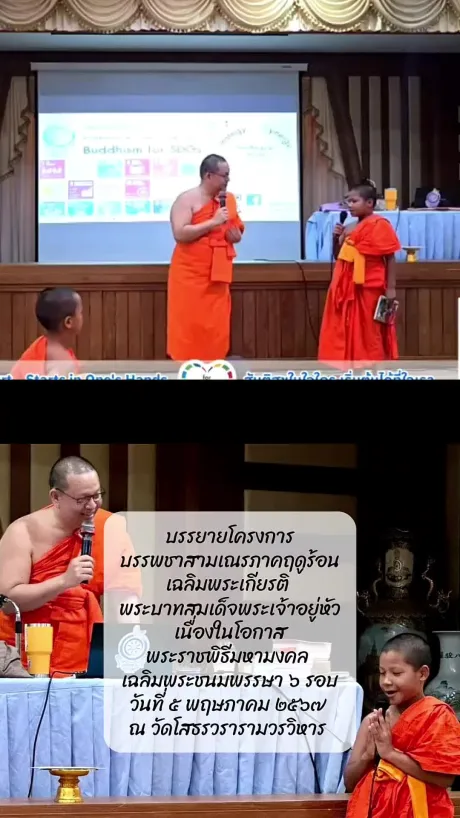 Buddhism for SDGs
Starts in One's Hands
บรรยายโครงการ
บรรพชาสามเณรภาคฤดูร้อน
เฉลิมพระเกียรติ
พระบาทสมเด็จพระเจ้าอยู่หัว
เนื่องในโอกาส
พระราชพิธีมหามงคล
เฉลิมพระชนมพรรษา ๖ รอบ
วันที่ ๕ พฤษภาคม ๒๕๖๗
ณ วัดโสธรวรารามวรวิหาร